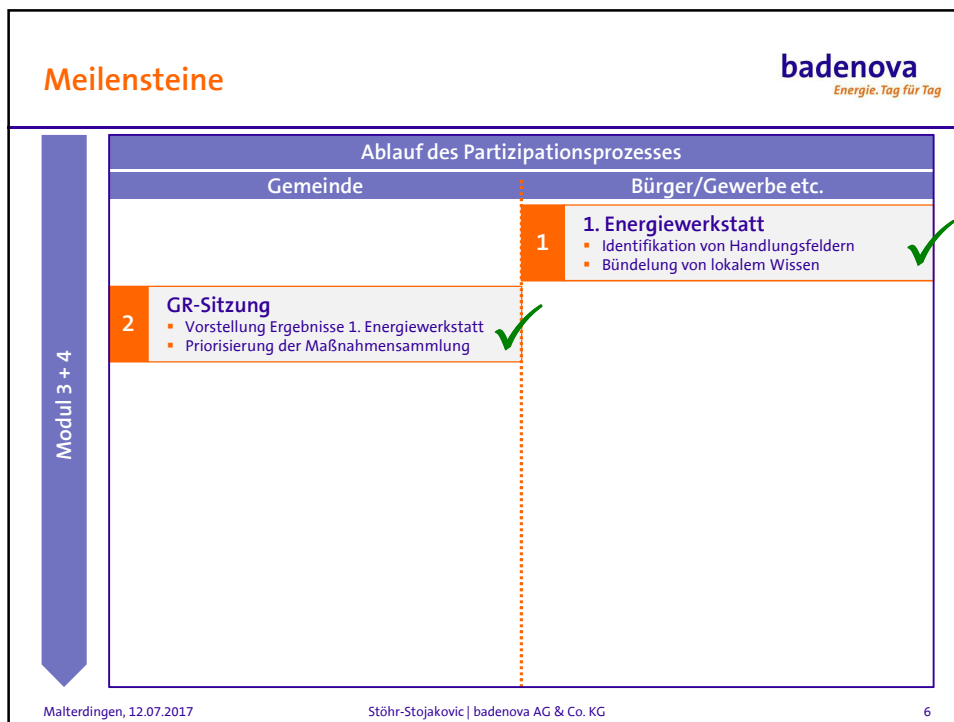 Meilensteine
badenova
Energie. Tag für Tag
Ablauf des Partizipationsprozesses
Gemeinde
Bürger/Gewerbe etc.
Modul 3 + 4
1
1. Energiewerkstatt
▪ Identifikation von Handlungsfeldern
▪ Bündelung von lokalem Wissen
2
GR-Sitzung
▪ Vorstellung Ergebnisse 1. Energiewerkstatt
▪ Priorisierung der Maßnahmensammlung
Malterdingen, 12.07.2017
Stöhr-Stojakovic | badenova AG & Co. KG
6